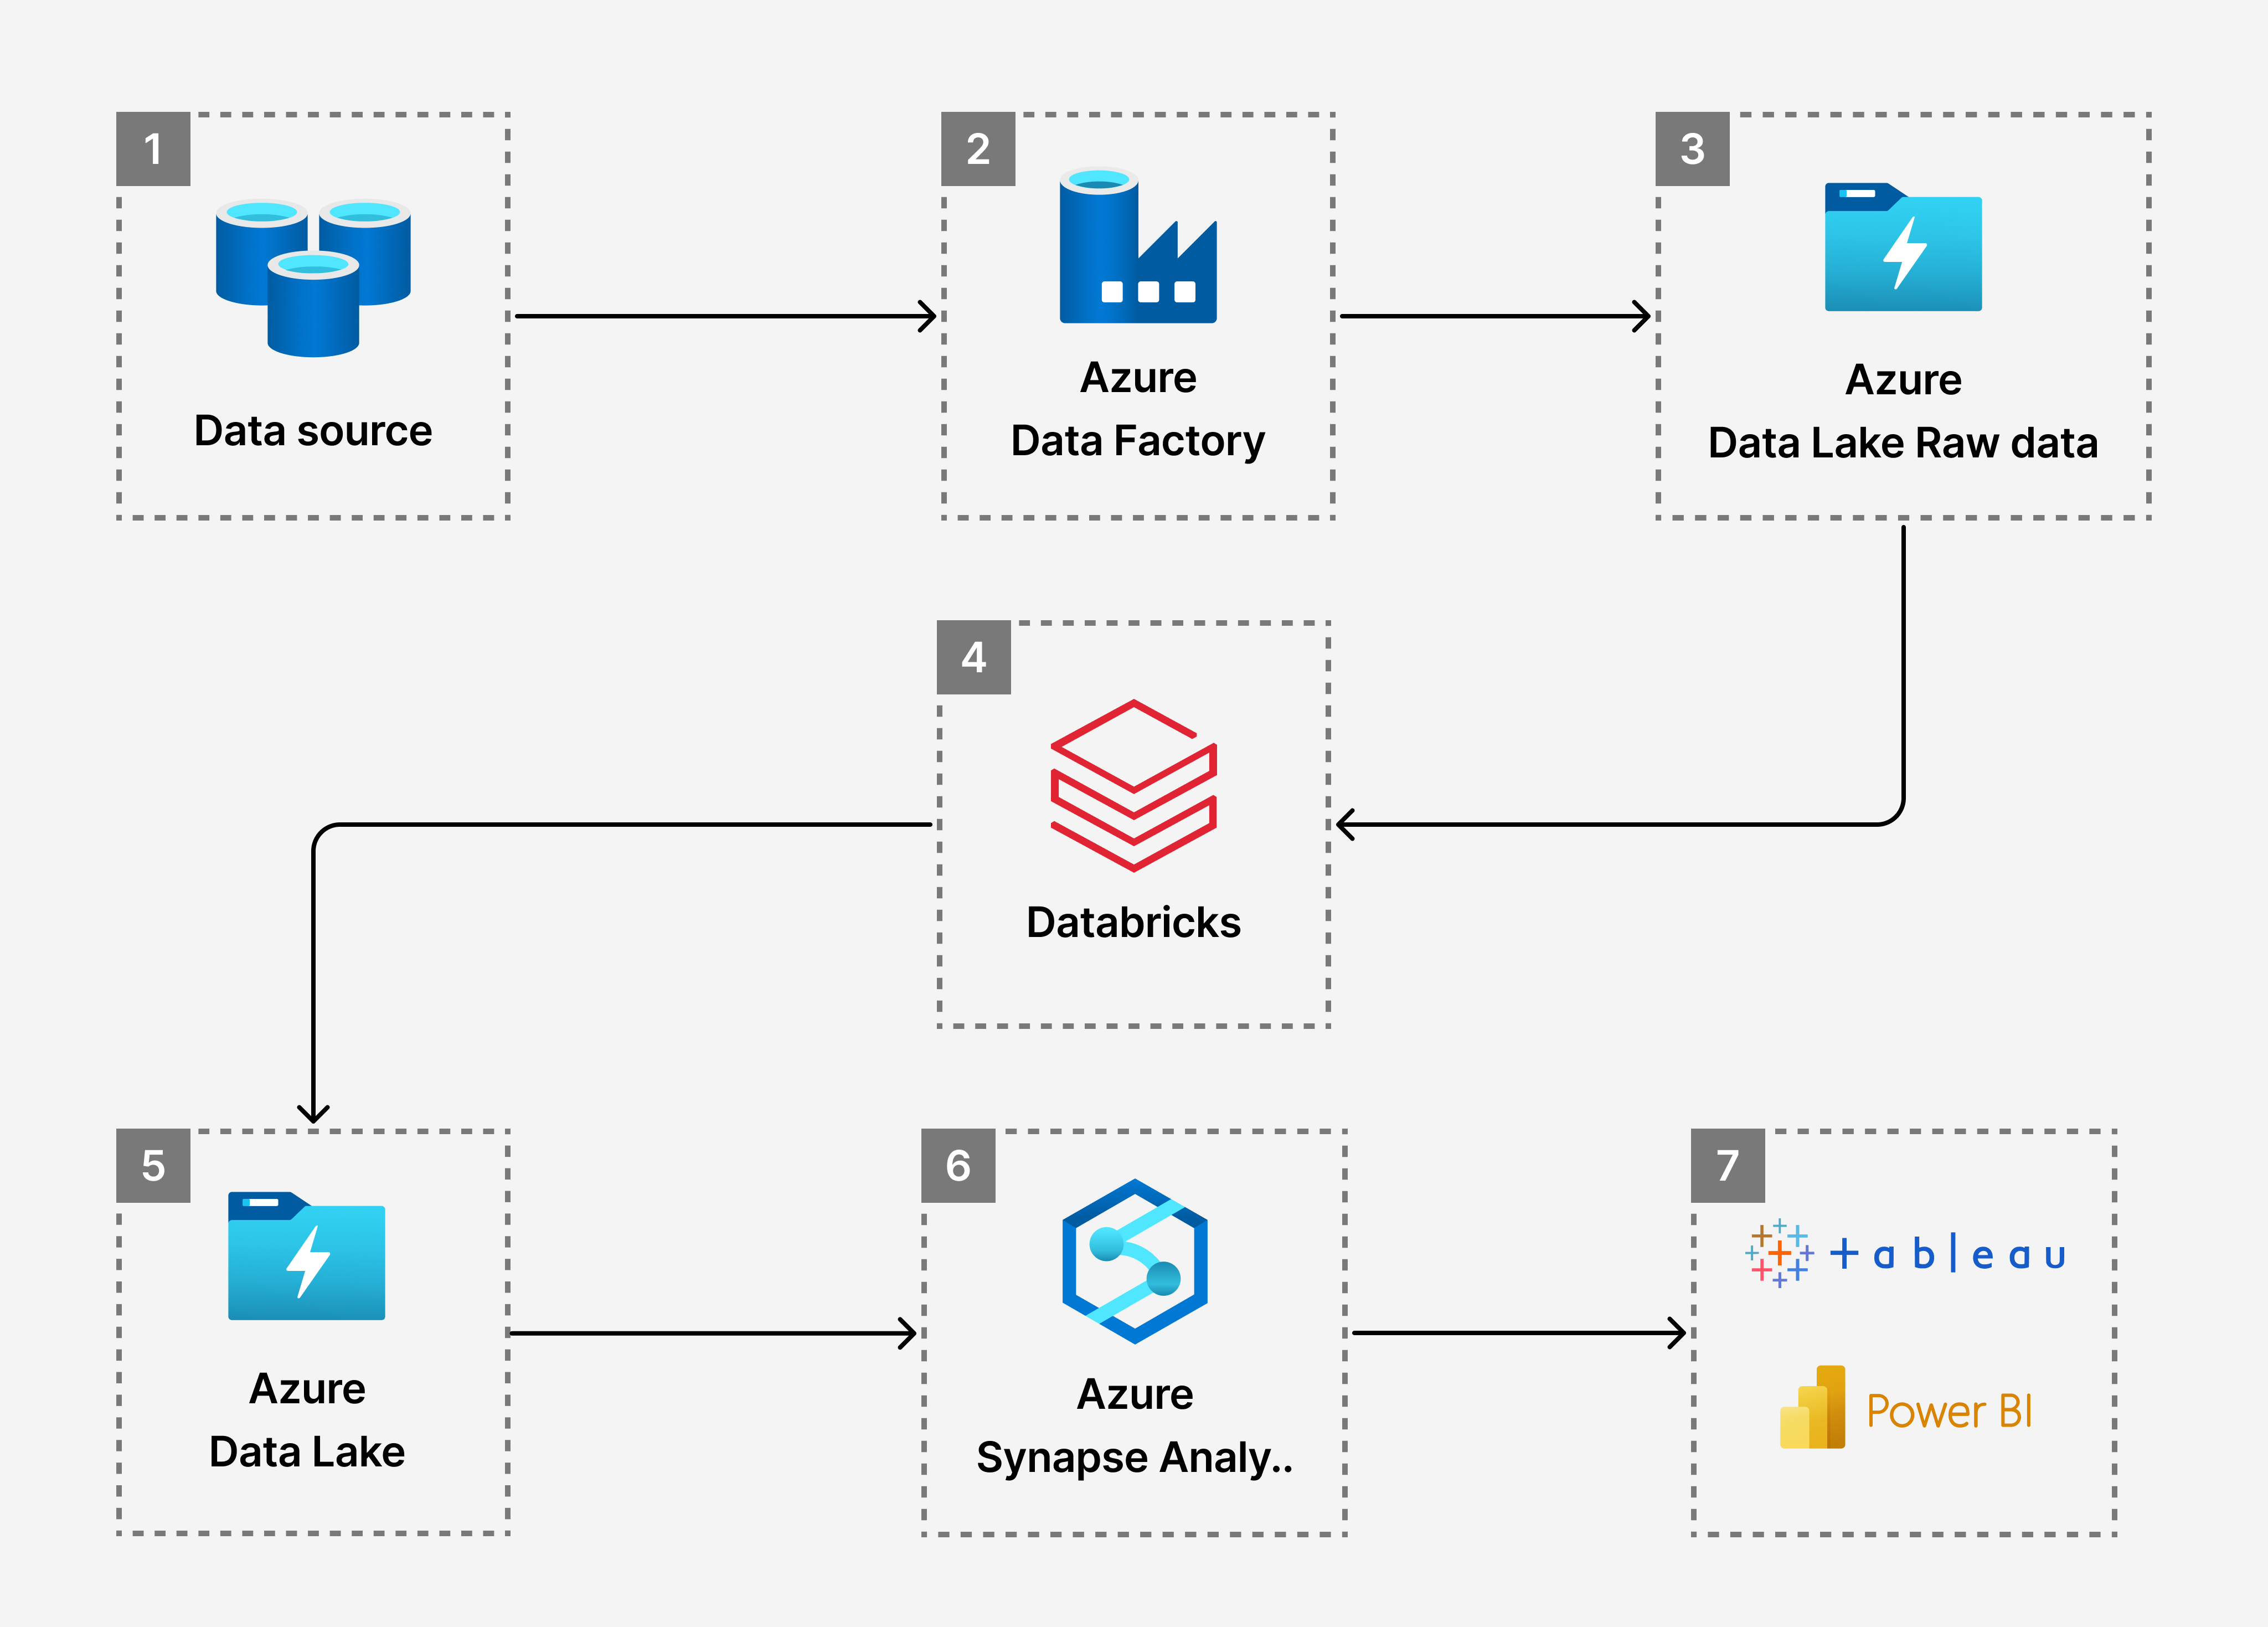 1
Data source
2
Azure
Data Factory
3
Azure
Data Lake Raw data
4
Databricks
5
Azure
Data Lake
6
Azure
Synapse Analy..
7
+ableau
Power BI